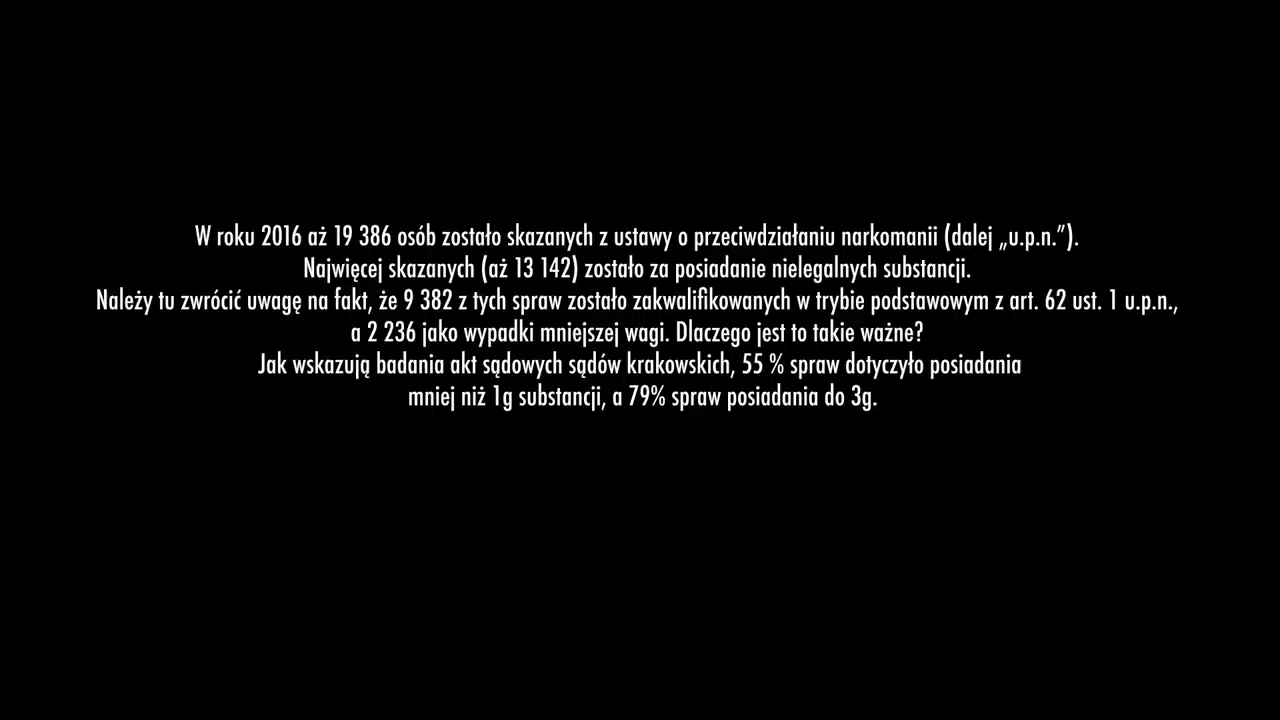 W roku 2016 aż 19 386 osób zostało skazanych z ustawy o przeciwdziałaniu narkomanii (dalej „u.p.n.”).
Najwięcej skazanych (aż 13 142) zostało za posiadanie nielegalnych substancji.
Należy tu zwrócić uwagę na fakt, że 9 382 z tych spraw zostało zakwalifikowanych w trybie podstawowym z art. 62 ust. 1 u.p.n.,
a 2 236 jako wypadki mniejszej wagi. Dlaczego jest to takie ważne?
Jak wskazują badania akt sądowych sądów krakowskich, 55 % spraw dotyczyło posiadania
mniej niż 1g substancji, a 79% spraw posiadania do 3g.